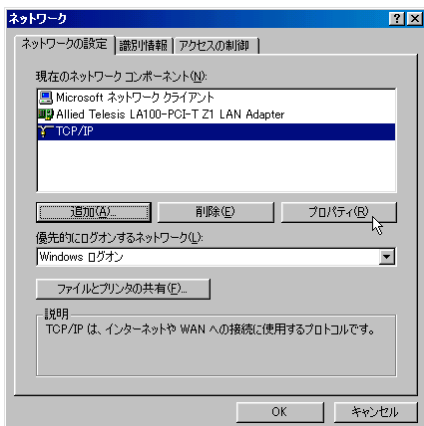 ネットワーク
ネットワークの設定 識別情報 アクセスの制御
現在のネットワーク コンポーネント(N):
Microsoft ネットワーク クライアント
Allied Telesis LA100-PCI-T Z1 LAN Adapter
TCP/IP
追加(A)... 削除(E) プロパティ(R)
優先的にログオンするネットワーク(L):
Windows ログオン
ファイルとプリンタの共有(F)...
説明
TCP/IP は、インターネットや WAN への接続に使用するプロトコルです。
OK キャンセル